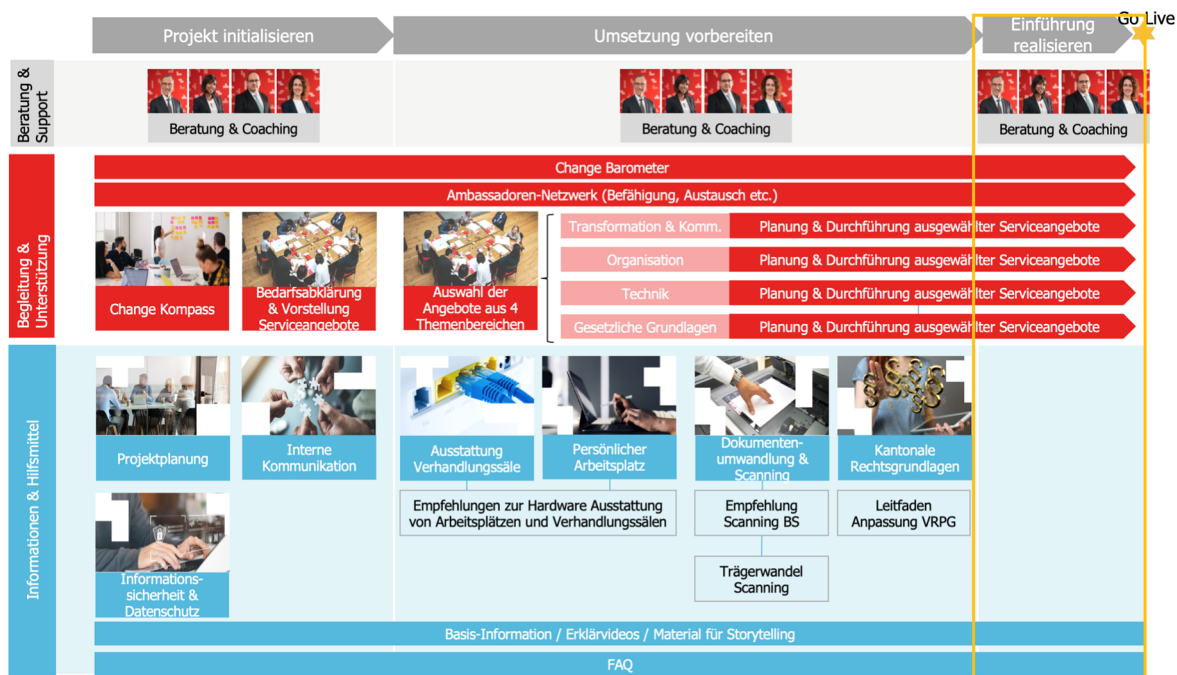 Go Live
Projekt initialisieren
Umsetzung vorbereiten
Einführung
realisieren
Beratung &
Support
Beratung & Coaching
Beratung & Coaching
Beratung & Coaching
Begleitung &
Unterstützung
Change Barometer
Ambassadoren-Netzwerk (Befähigung, Austausch etc.)
Change Kompass
Bedarfsabklärung
& Vorstellung
Serviceangebote
Auswahl der
Angebote aus 4
Themenbereichen
Transformation & Komm.
Planung & Durchführung ausgewählter Serviceangebote
Organisation
Planung & Durchführung ausgewählter Serviceangebote
Technik
Planung & Durchführung ausgewählter Serviceangebote
Gesetzliche Grundlagen
Planung & Durchführung ausgewählter Serviceangebote
Informationen & Hilfsmittel
Projektplanung
Interne
Kommunikation
Ausstattung
Verhandlungssäle
Persönlicher
Arbeitsplatz
Dokumenten-
umwandlung &
Scanning
Kantonale
Rechtsgrundlagen
Empfehlungen zur Hardware Ausstattung
von Arbeitsplätzen und Verhandlungssälen
Empfehlung
Scanning BS
Leitfaden
Anpassung VRPG
Trägerwandel
Scanning
Informations-
sicherheit &
Datenschutz
Basis-Information / Erklärvideos / Material für Storytelling
FAQ